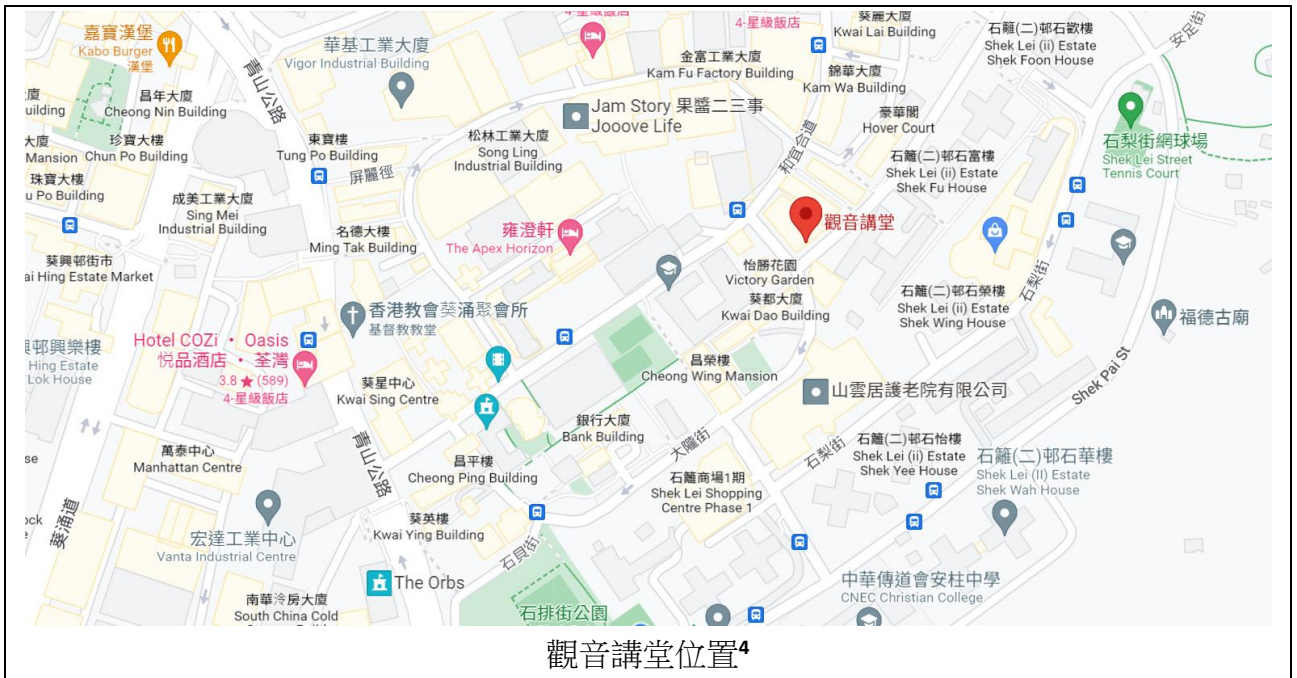 嘉寶漢堡
Kabo Burger
漢堡
華基工業大廈
Vigor Industrial Building
青山公路
4-星級飯店
4-星級飯店
葵麗大廈
Kwai Lai Building
石籬(二)邨石歡樓
Shek Lei (ii) Estate
Shek Foon House
安足街
金富工業大廈
Kam Fu Factory Building
錦華大廈
Kam Wa Building
昌年大廈
Cheong Nin Building
Jam Story 果醬二三事
Jooove Life
豪華閣
Hover Court
石梨街網球場
Shek Lei Street
Tennis Court
珍寶大樓
Chun Po Building
Mansion
東寶樓
Tung Po Building
屏麗徑
松林工業大廈
Song Ling
Industrial Building
和宜合道
石籬(二)邨石富樓
Shek Lei (ii) Estate
Shek Fu House
珠寶大樓
u Po Building
成美工業大廈
Sing Mei
Industrial Building
名德大樓
Ming Tak Building
雍澄軒
The Apex Horizon
觀音講堂
葵興邨街市
ai Hing Estate Market
怡勝花園
Victory Garden
葵都大廈
Kwai Dao Building
石籬(二)邨石榮樓
Shek Lei (ii) Estate
Shek Wing House
石梨街
福德古廟
香港教會葵涌聚會所
基督教教堂
Hotel COZi・Oasis
悦品酒店・荃灣
3.8 ★ (589)
4-星級飯店
邨興樂樓
Hing Estate
Lok House
葵星中心
Kwai Sing Centre
昌榮樓
Cheong Wing Mansion
山雲居護老院有限公司
Shek Pai St
銀行大廈
Bank Building
大隴街
石梨街
萬泰中心
Manhattan Centre
青山公路
昌平樓
Cheong Ping Building
石籬商場1期
Shek Lei Shopping
Centre Phase 1
石籬(二)邨石怡樓
Shek Lei (ii) Estate
Shek Yee House
石籬(二)邨石華樓
Shek Lei (II) Estate
Shek Wah House
葵涌道
宏達工業中心
Vanta Industrial Centre
葵英樓
Kwai Ying Building
石貝街
The Orbs
中華傳道會安柱中學
CNEC Christian College
南華冷房大廈
South China Cold
石排街公園
觀音講堂位置4